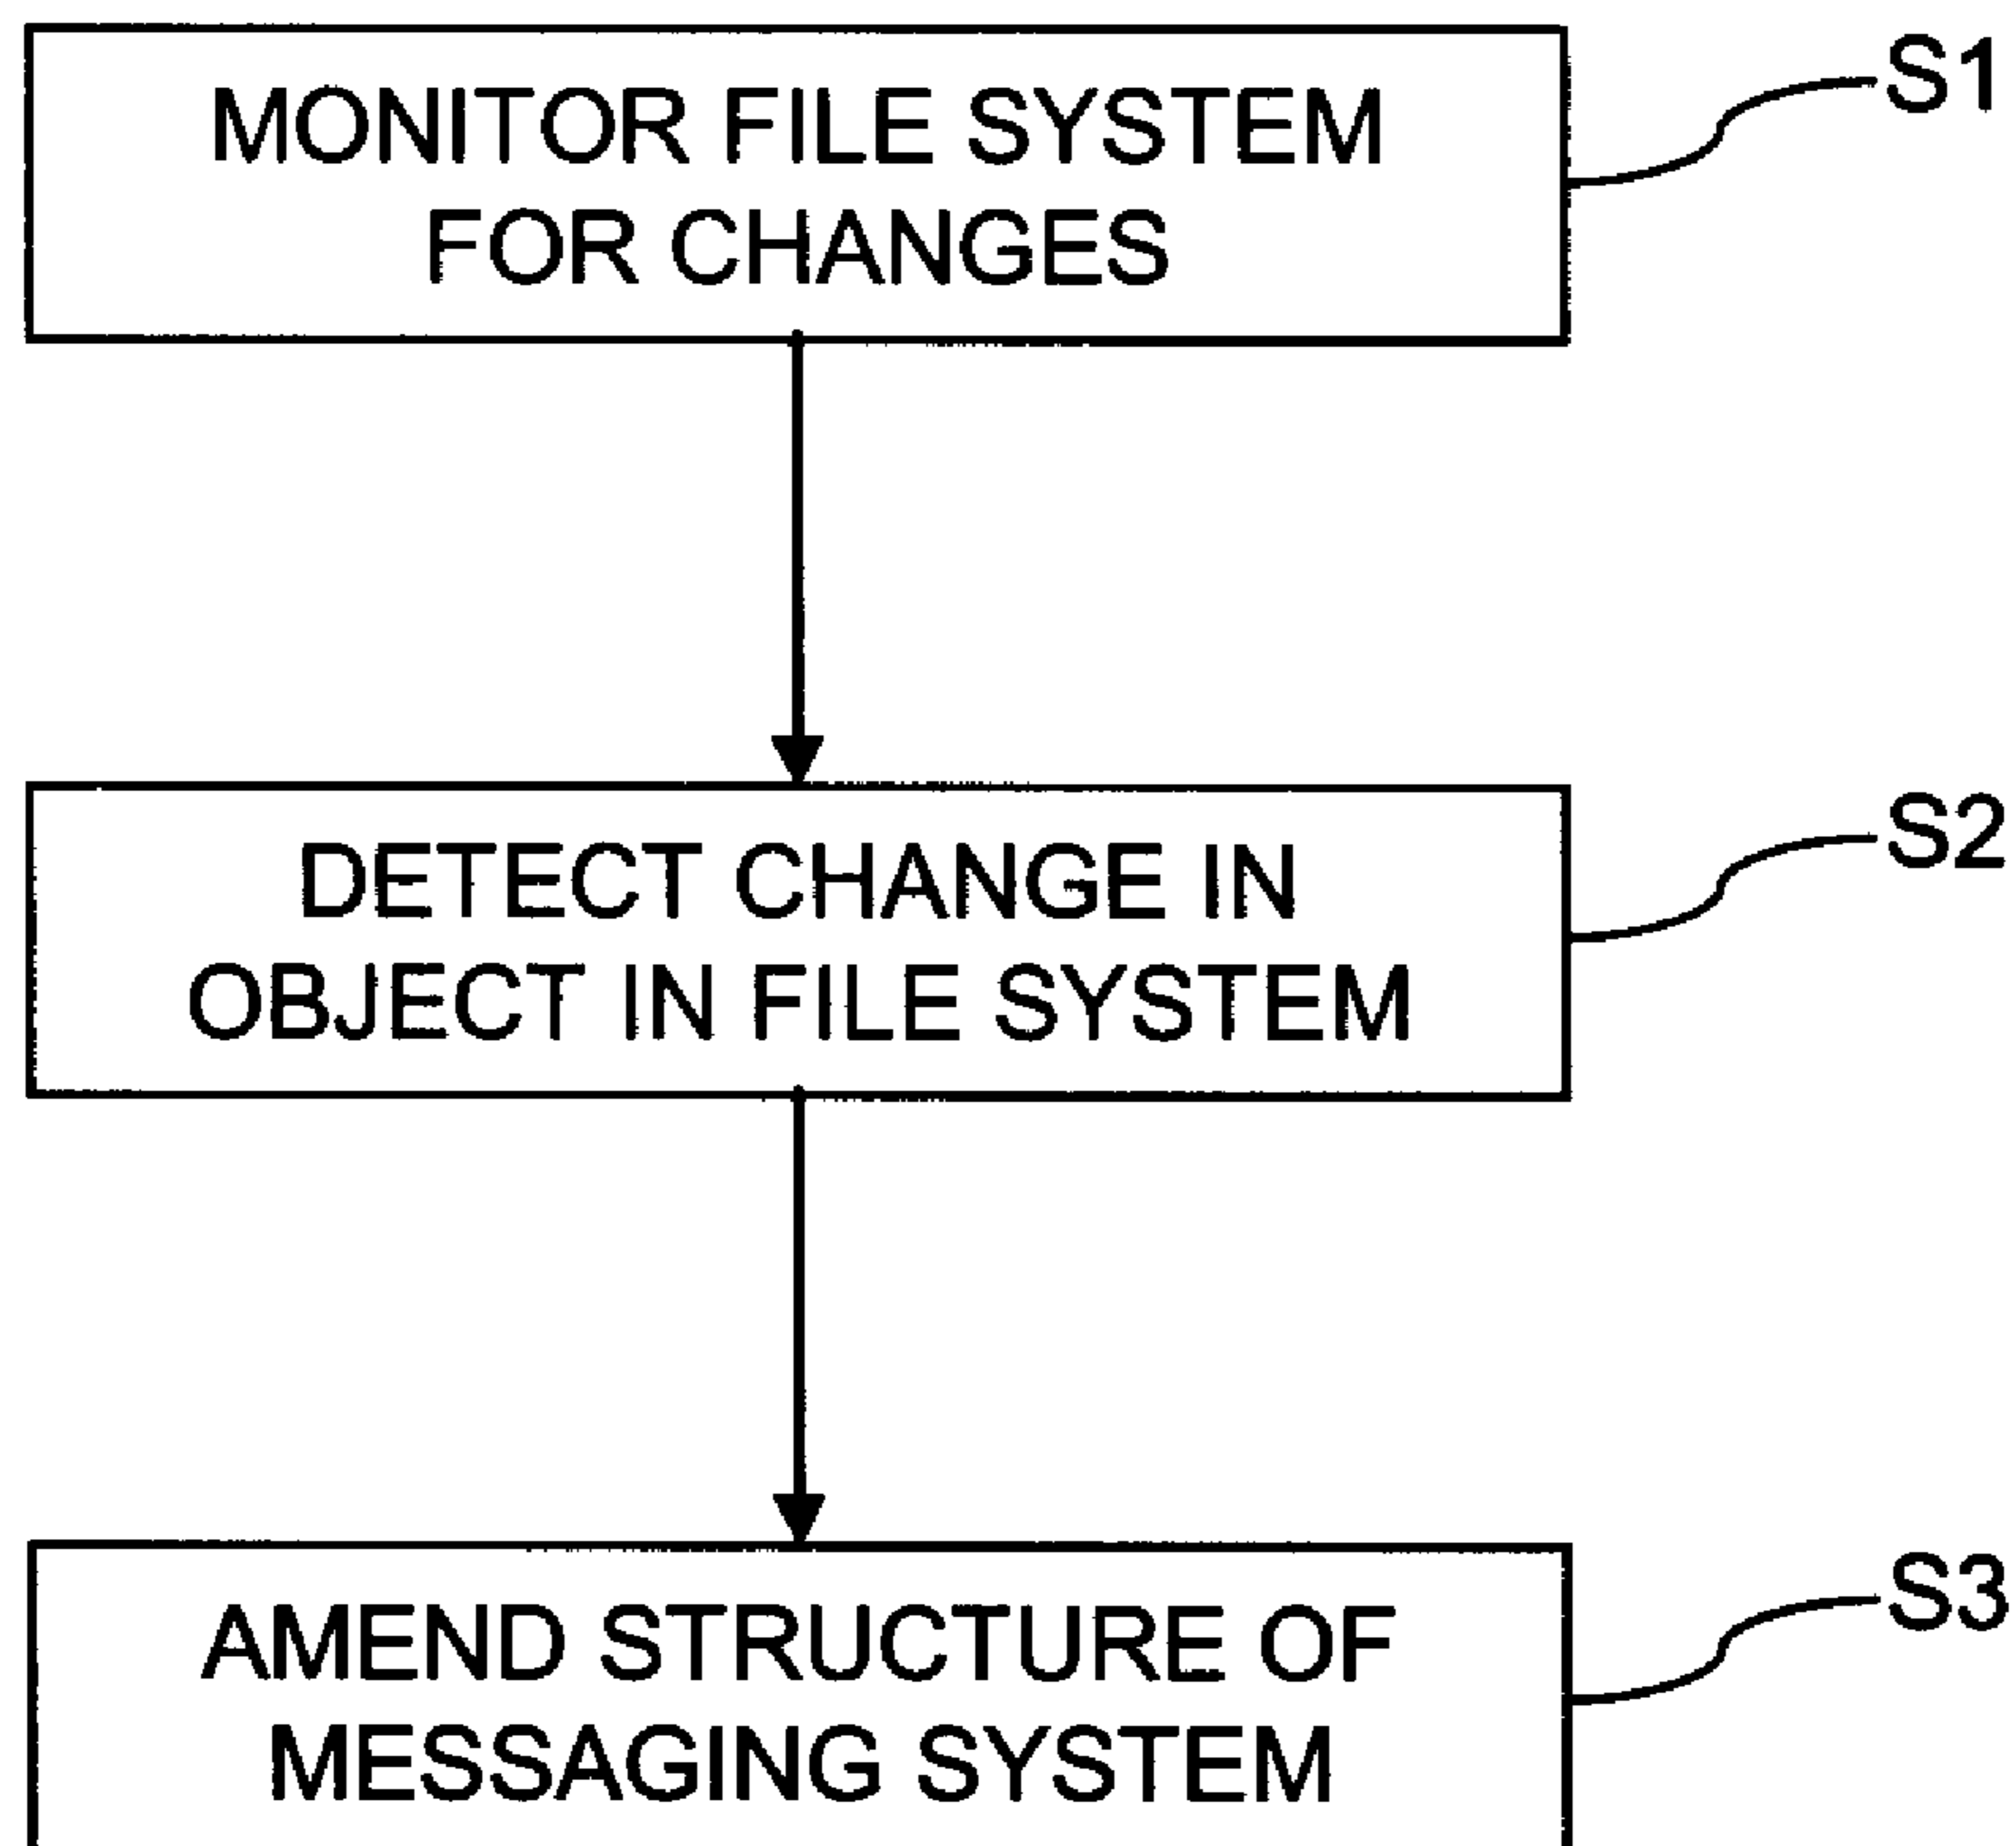 MONITOR FILE SYSTEM
FOR CHANGES
S1
DETECT CHANGE IN
OBJECT IN FILE SYSTEM
S2
AMEND STRUCTURE OF
MESSAGING SYSTEM
S3